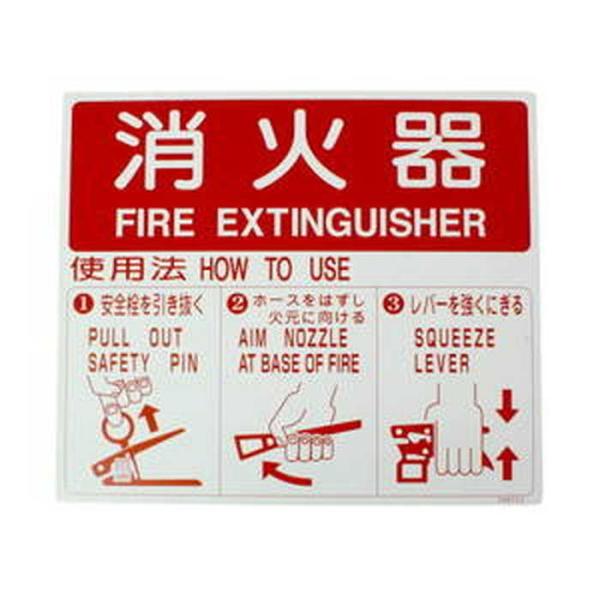 消火器
FIRE EXTINGUISHER
使用法 HOW TO USE
❶ 安全栓を引き抜く
PULL OUT
SAFETY PIN
❷ ホースをはずし
火元に向ける
AIM NOZZLE
AT BASE OF FIRE
❸ レバーを強くにぎる
SQUEEZE
LEVER